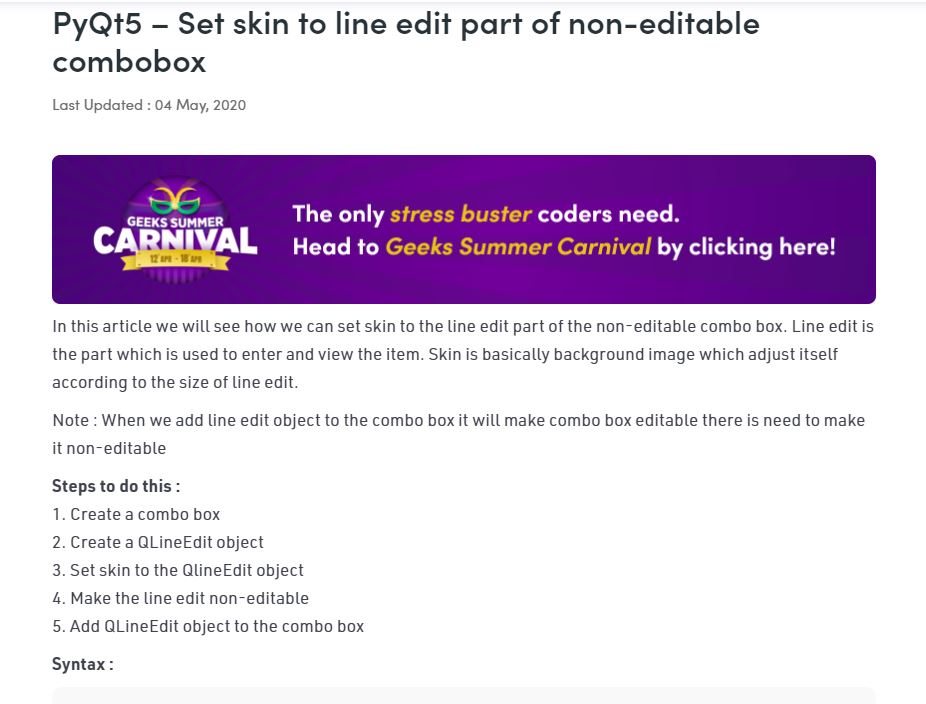 PyQt5 – Set skin to line edit part of non-editable
combobox
Last Updated : 04 May, 2020
GEEKS SUMMER
CARNIVAL
12 APR - 18 APR
The only stress buster coders need.
Head to Geeks Summer Carnival by clicking here!
In this article we will see how we can set skin to the line edit part of the non-editable combo box. Line edit is
the part which is used to enter and view the item. Skin is basically background image which adjust itself
according to the size of line edit.
Note : When we add line edit object to the combo box it will make combo box editable there is need to make
it non-editable
Steps to do this :
1. Create a combo box
2. Create a QLineEdit object
3. Set skin to the QlineEdit object
4. Make the line edit non-editable
5. Add QLineEdit object to the combo box
Syntax :